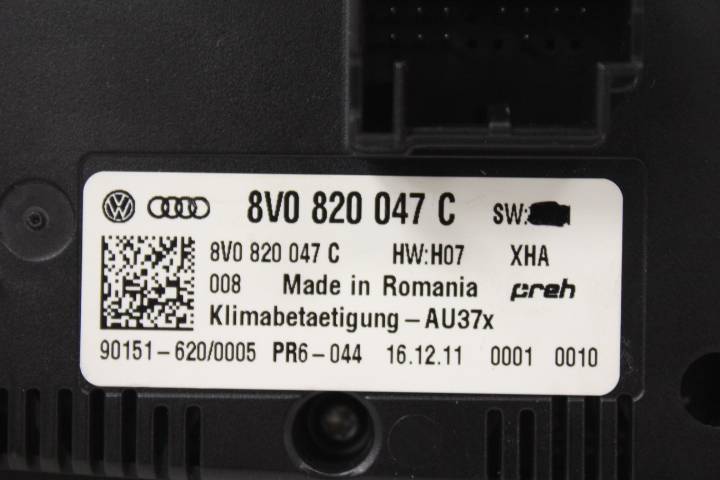 8V0 820 047 C SW:
8V0 820 047 C HW:H07 XHA
008 Made in Romania preh
Klimabetaetigung-AU37x
90151-620/0005 PR6-044 16.12.11 0001 0010